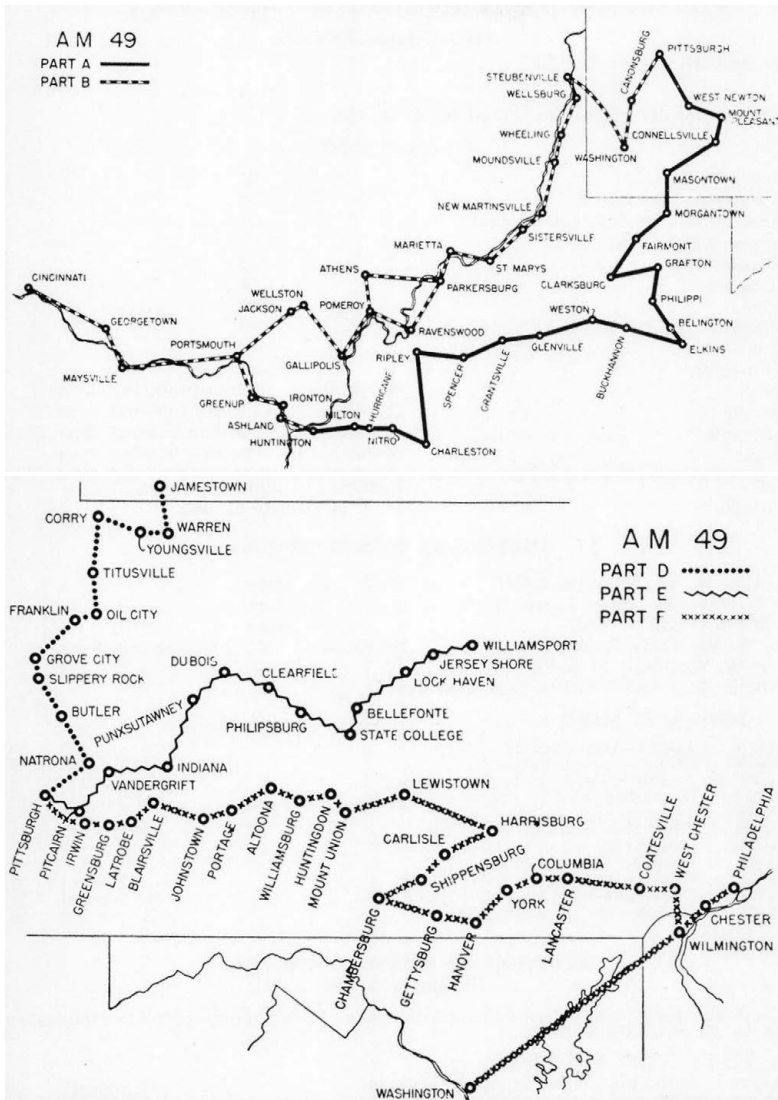 AM 49
PART A
PART B
STEUBENVILLE
WELLSBURG
CANONSBURG
PITTSBURGH
WEST NEWTON
MOUNT
PLEASANT
CONNELLSVILLE
WHEELING
WASHINGTON
MOUNDSVILLE
MASONTOWN
NEW MARTINSVILLE
MORGANTOWN
SISTERSVILLE
FAIRMONT
MARIETTA
ST MARYS
GRAFTON
CLARKSBURG
CINCINNATI
ATHENS
PARKERSBURG
WELLSTON
JACKSON
POMEROY
PHILIPPI
GEORGETOWN
WESTON
BELINGTON
RAVENSWOOD
PORTSMOUTH
GALLIPOLIS
RIPLEY
GLENVILLE
ELKINS
MAYSVILLE
SPENCER
GRANTSVILLE
BUCKHANNON
GREENUP
IRONTON
HURRICANE
MILTON
ASHLAND
HUNTINGTON
NITRO
CHARLESTON
JAMESTOWN
CORRY
WARREN
YOUNGSVILLE
AM 49
PART D
PART E
PART F
TITUSVILLE
FRANKLIN
OIL CITY
GROVE CITY
SLIPPERY ROCK
DUBOIS
CLEARFIELD
WILLIAMSPORT
JERSEY SHORE
LOCK HAVEN
BUTLER
PUNXSUTAWNEY
PHILIPSBURG
BELLEFONTE
STATE COLLEGE
NATRONA
INDIANA
VANDERGRIFT
PITTSBURGH
PITCAIRN
IRWIN
GREENSBURG
LATROBE
BLAIRSVILLE
JOHNSTOWN
PORTAGE
ALTOONA
WILLIAMSBURG
HUNTINGDON
MOUNT UNION
LEWISTOWN
HARRISBURG
CARLISLE
SHIPPENSBURG
CHAMBERSBURG
GETTYSBURG
HANOVER
YORK
COLUMBIA
LANCASTER
COATESVILLE
WEST CHESTER
PHILADELPHIA
CHESTER
WILMINGTON
WASHINGTON